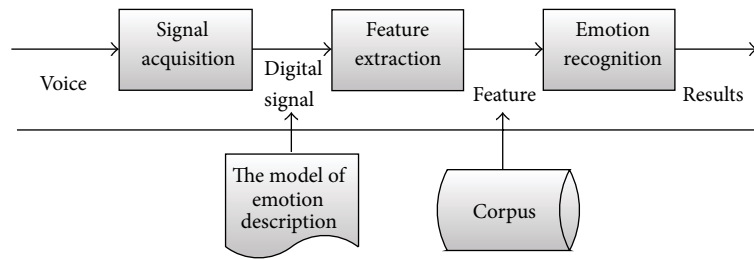 Signal
acquisition
Feature
extraction
Emotion
recognition
Voice
Digital
signal
Feature
Results
The model of
emotion
description
Corpus